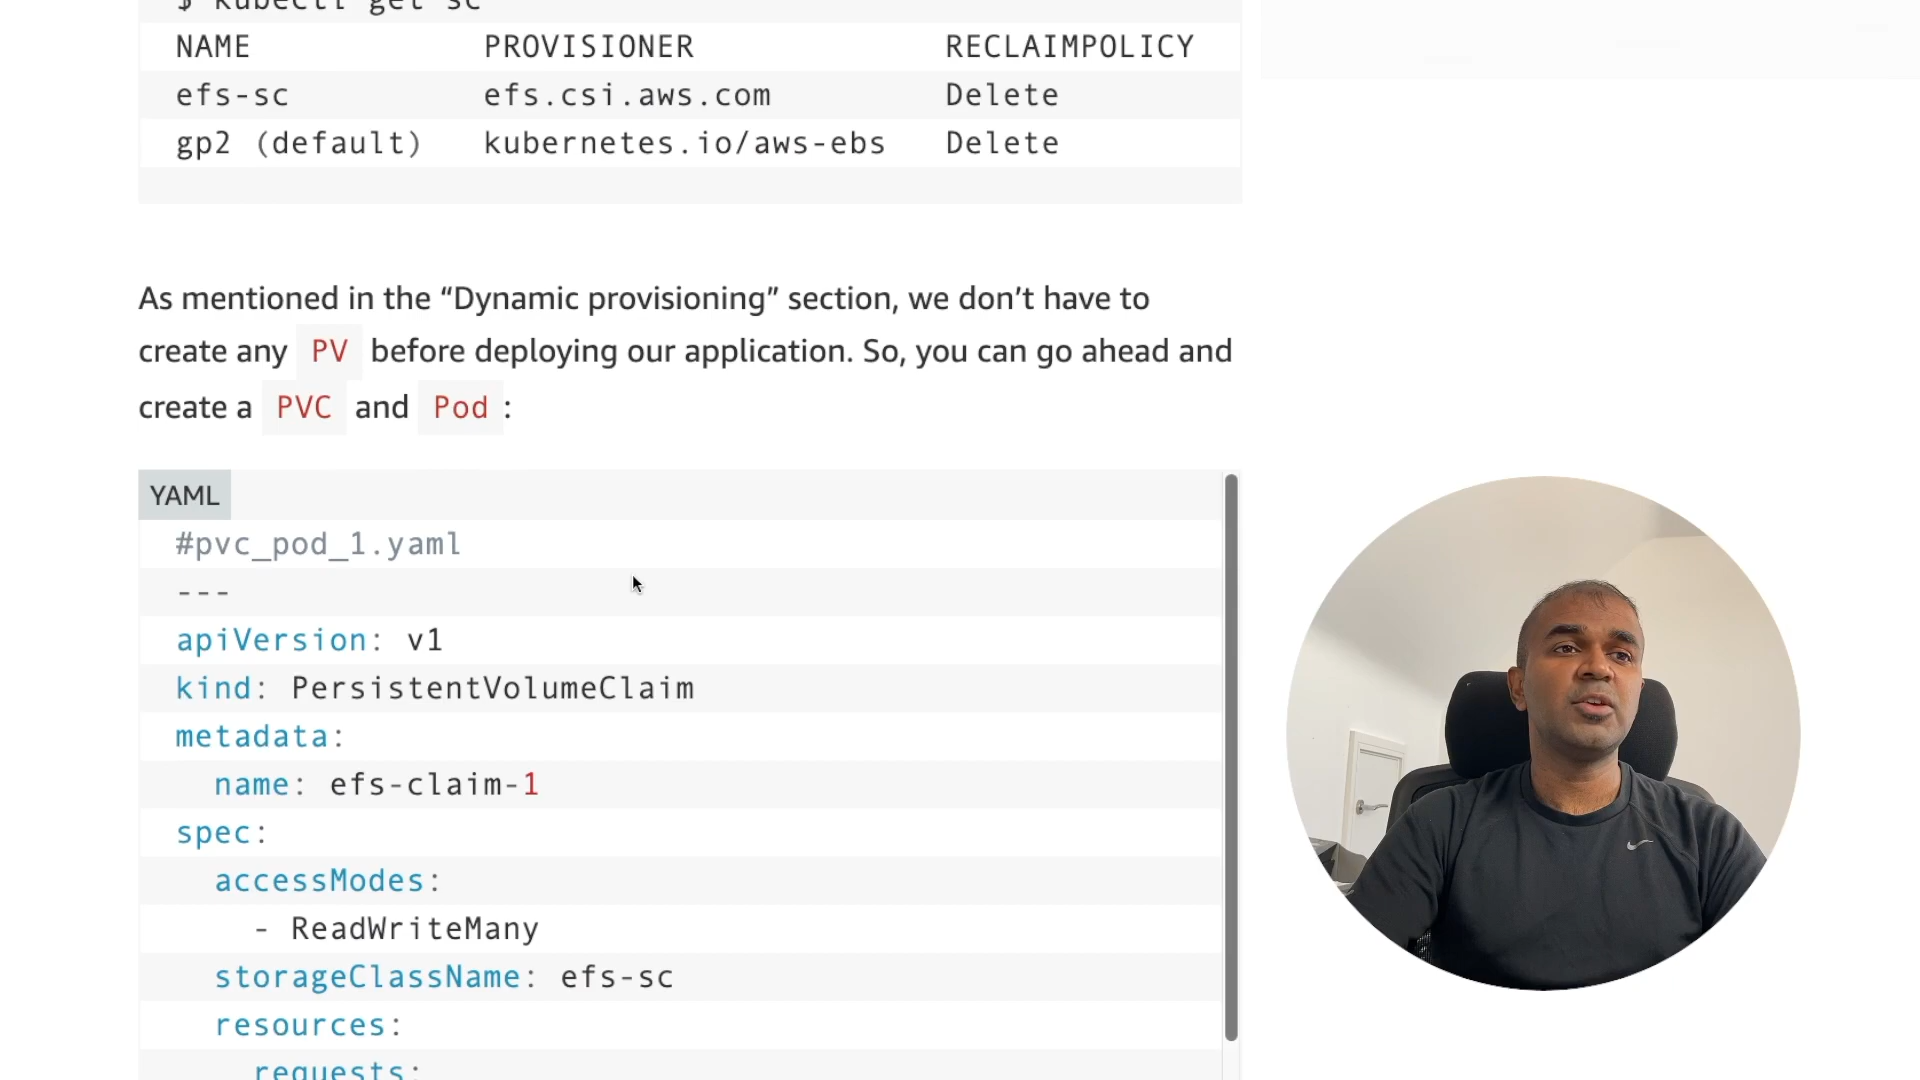 $ kubectl get sc
NAME PROVISIONER RECLAIMPOLICY
efs-sc efs.csi.aws.com Delete
gp2 (default) kubernetes.io/aws-ebs Delete
As mentioned in the “Dynamic provisioning” section, we don’t have to
create any PV before deploying our application. So, you can go ahead and
create a PVC and Pod :
YAML
#pvc_pod_1.yaml
---
apiVersion: v1
kind: PersistentVolumeClaim
metadata:
  name: efs-claim-1
spec:
  accessModes:
    - ReadWriteMany
  storageClassName: efs-sc
  resources:
    requests: